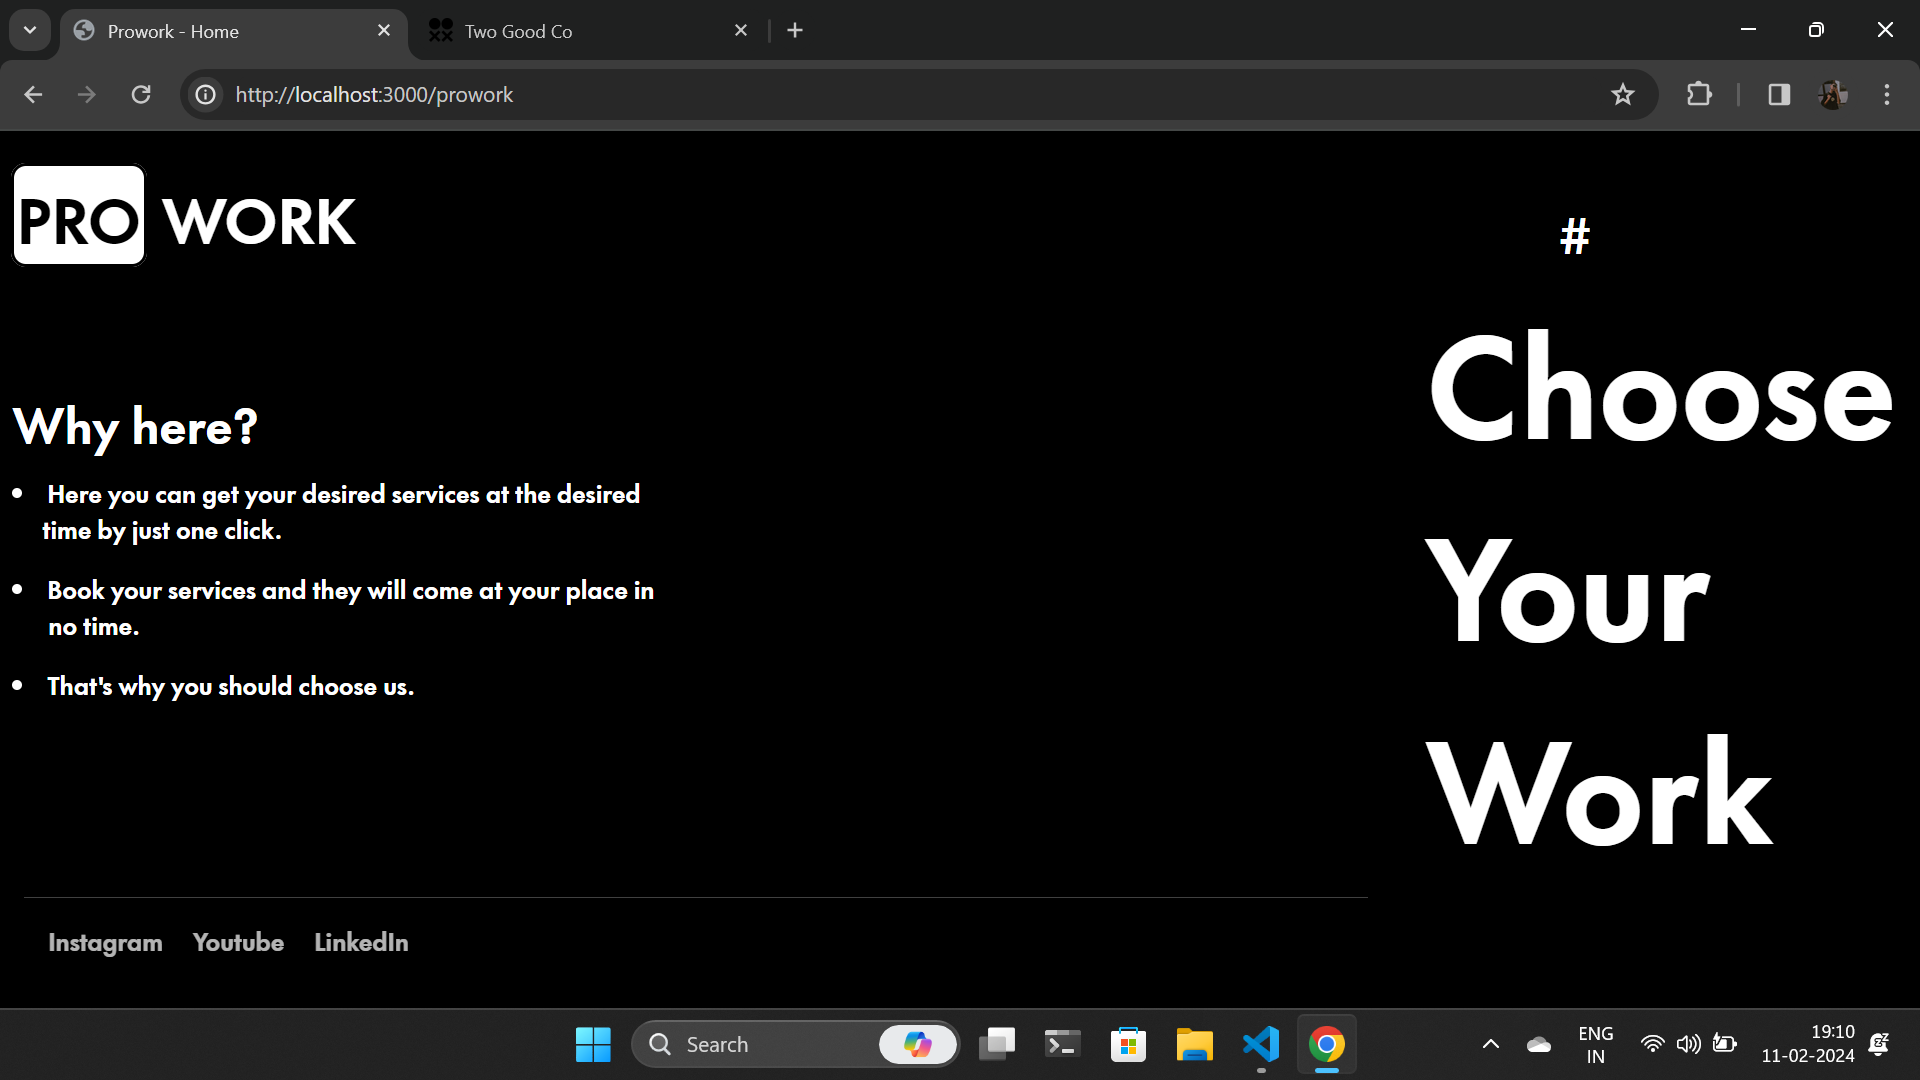 Prowork - Home
Two Good Co
http://localhost:3000/prowork
PRO WORK
#
Choose
Your
Work
Why here?
Here you can get your desired services at the desired
time by just one click.
Book your services and they will come at your place in
no time.
That's why you should choose us.
Instagram Youtube LinkedIn
Search
ENG
IN
19:10
11-02-2024